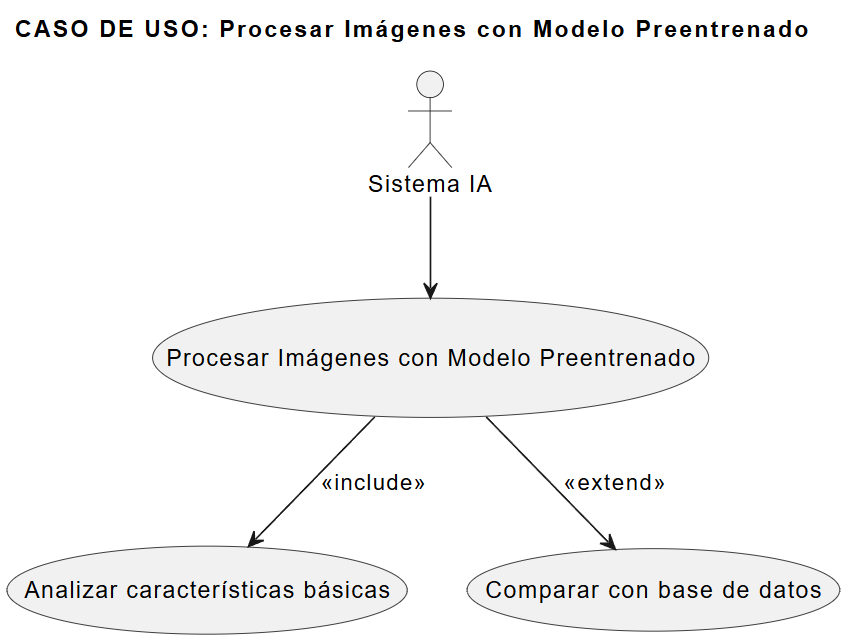 CASO DE USO: Procesar Imágenes con Modelo Preentrenado
Sistema IA
Procesar Imágenes con Modelo Preentrenado
«include»
«extend»
Analizar características básicas
Comparar con base de datos